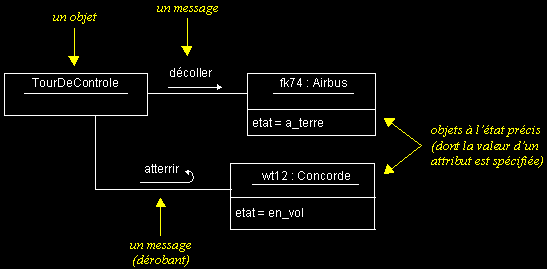 un message
un objet
décoller
TourDeControle
fk74 : Airbus
etat = a_terre
objets à l'état précis
(dont la valeur d'un
attribut est spécifiée)
atterrir
wt12 : Concorde
etat = en_vol
un message
(dérobant)